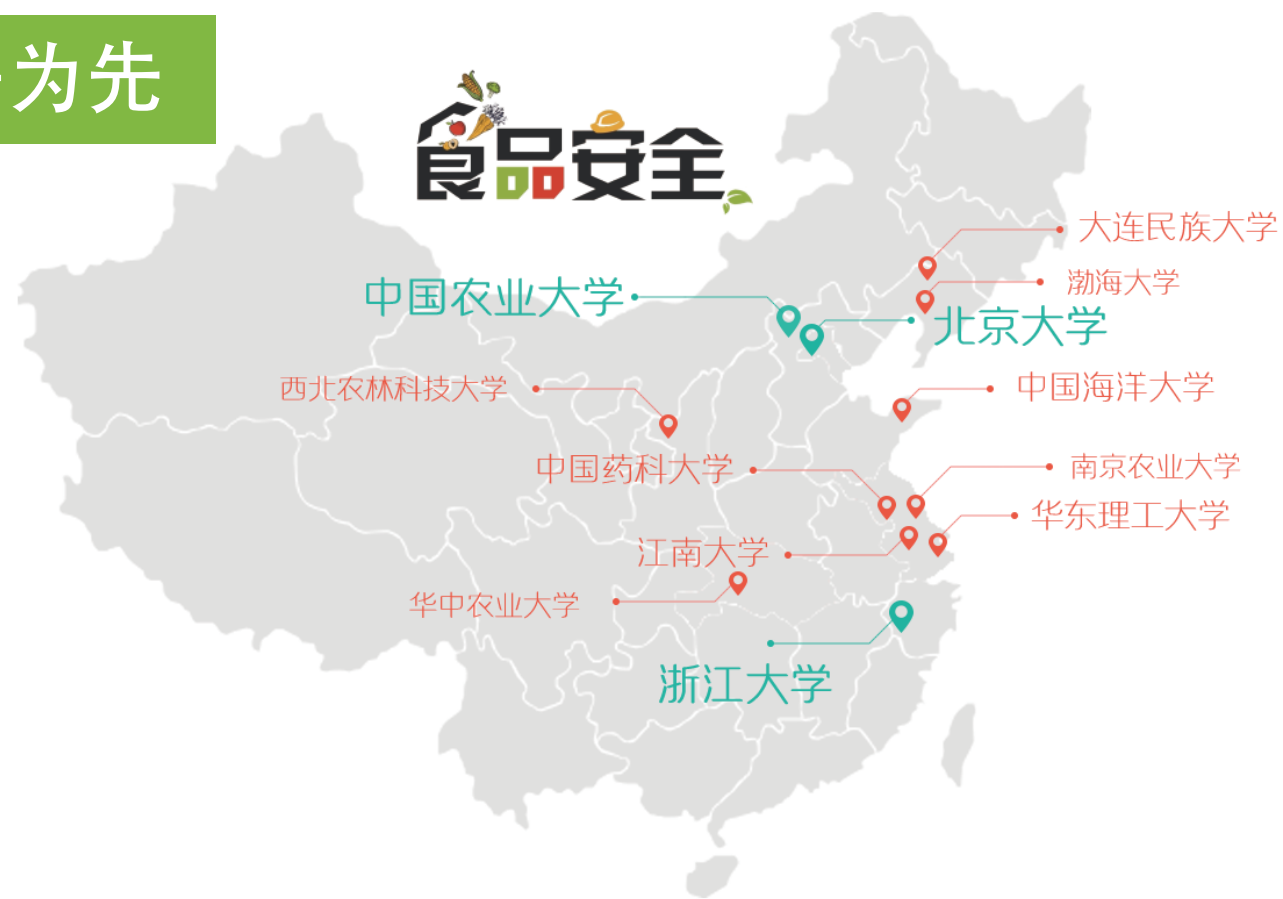 为先
食品安全
大连民族大学
渤海大学
中国农业大学
北京大学
西北农林科技大学
中国海洋大学
中国药科大学
南京农业大学
华东理工大学
江南大学
华中农业大学
浙江大学